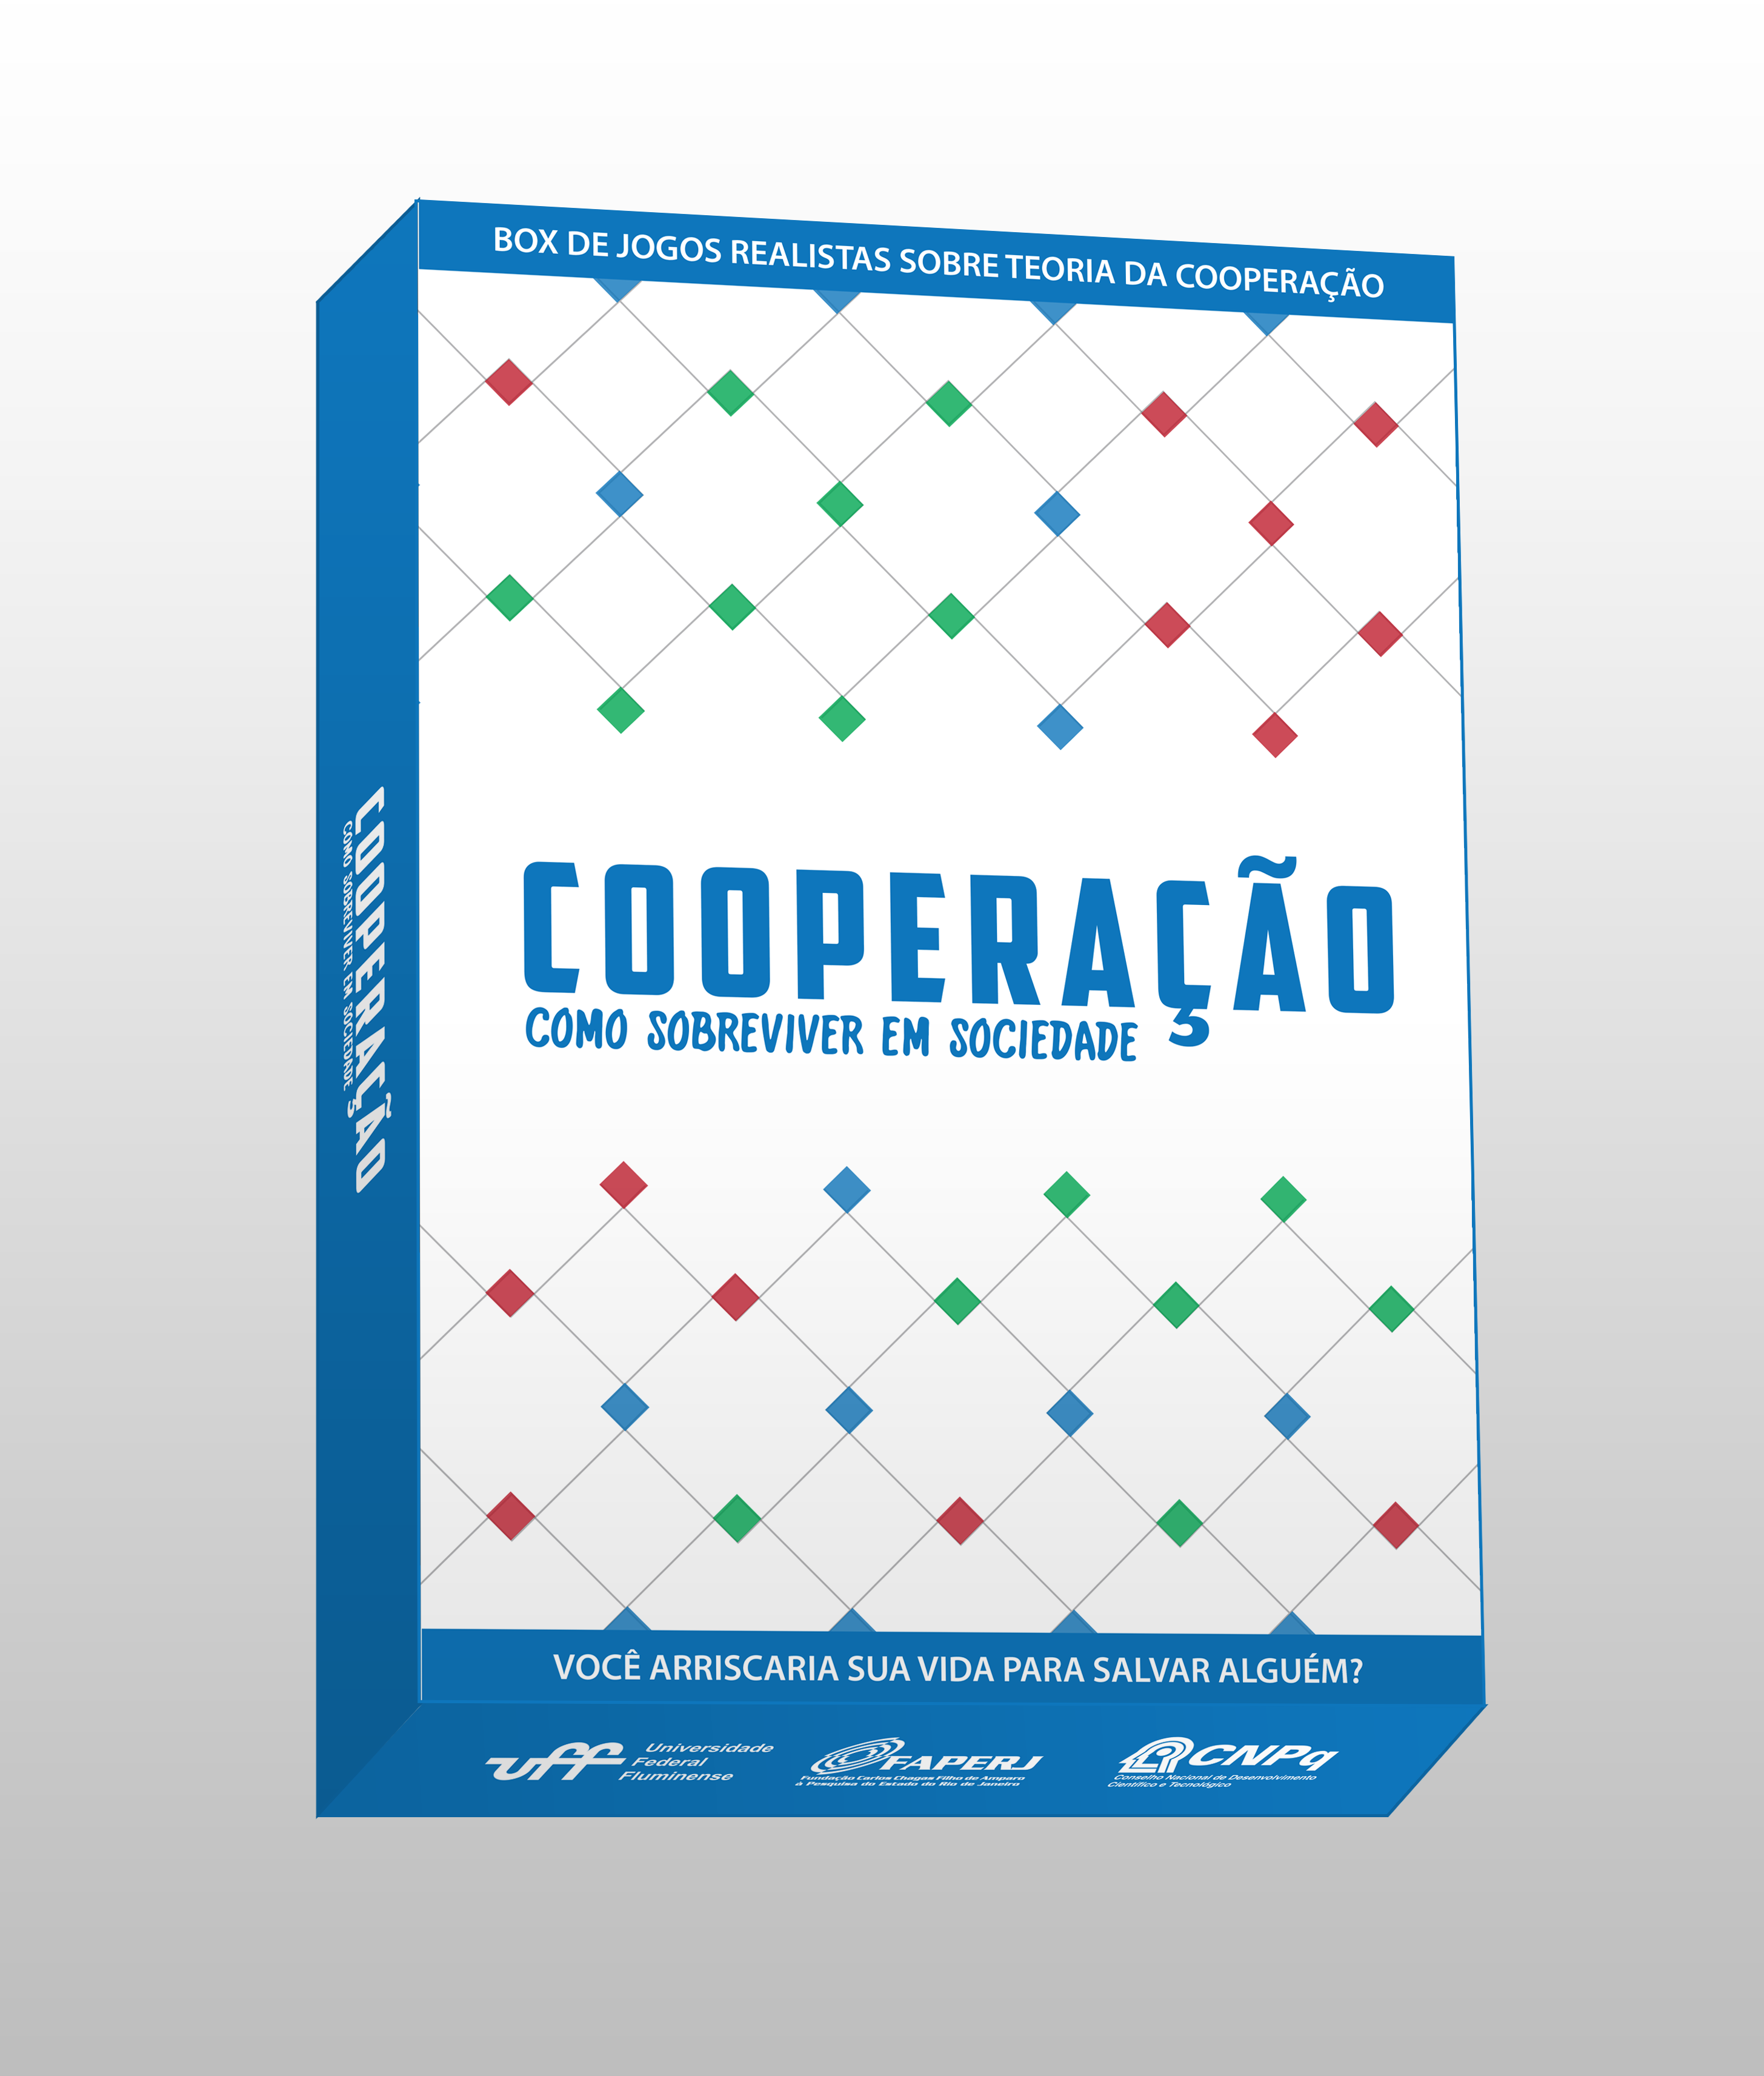 BOX DE JOGOS REALISTAS SOBRE TEORIA DA COOPERAÇÃO
COOPERAÇÃO
COMO SOBREVIVER EM SOCIEDADE
VOCÊ ARRISCARIA SUA VIDA PARA SALVAR ALGUÉM?
COOPERAÇÃO
COMO SOBREVIVER EM SOCIEDADE
uff
Universidade
Federal
Fluminense
FAPERJ
Fundação Carlos Chagas Filho de Amparo
à Pesquisa do Estado do Rio de Janeiro
CNPq
Conselho Nacional de Desenvolvimento
Científico e Tecnológico